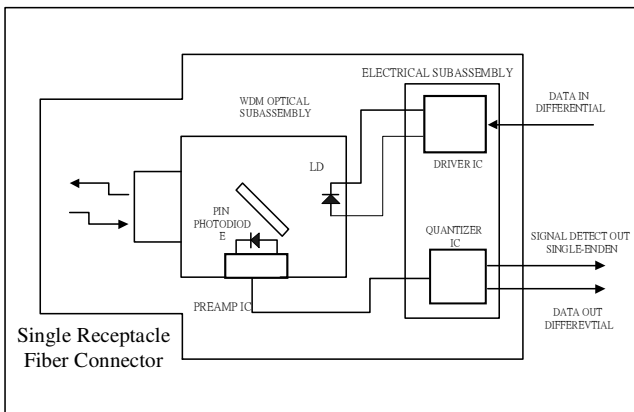 ELECTRICAL SUBASSEMBLY
WDM OPTICAL
SUBASSEMBLY
DATA IN
DIFFERENTIAL
LD
DRIVER IC
PIN
PHOTODIOD
E
QUANTIZER
IC
SIGNAL DETECT OUT
SINGLE-ENDEN
PREAMP IC
DATA OUT
DIFFEREVTIAL
Single Receptacle
Fiber Connector